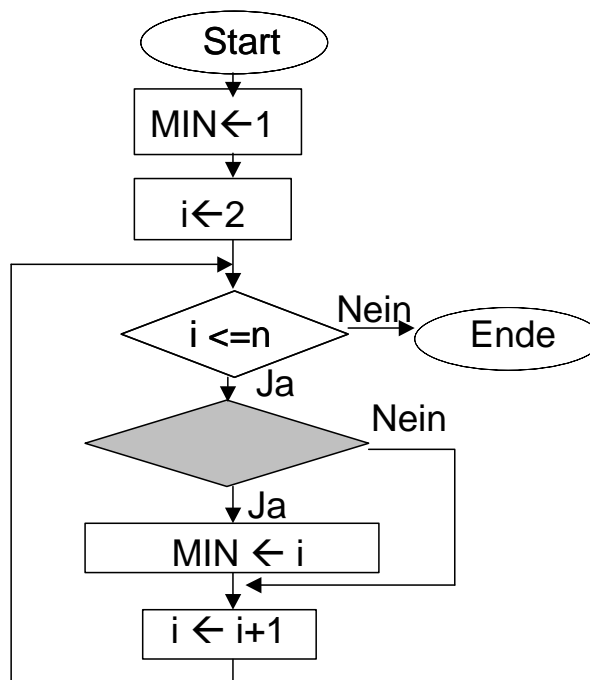 Start
MIN←1
i←2
i <=n
Nein
Ende
Ja
Nein
Ja
MIN ← i
i ← i+1